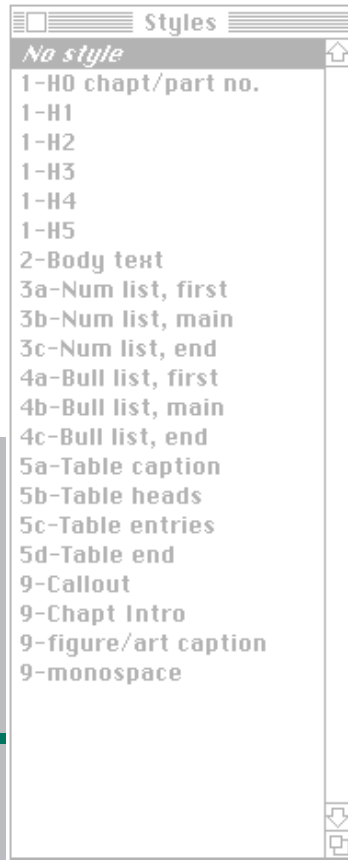 Styles
No style
1-H0 chapt/part no.
1-H1
1-H2
1-H3
1-H4
1-H5
2-Body text
3a-Num list, first
3b-Num list, main
3c-Num list, end
4a-Bull list, first
4b-Bull list, main
4c-Bull list, end
5a-Table caption
5b-Table heads
5c-Table entries
5d-Table end
9-Callout
9-Chapt Intro
9-figure/art caption
9-monospace